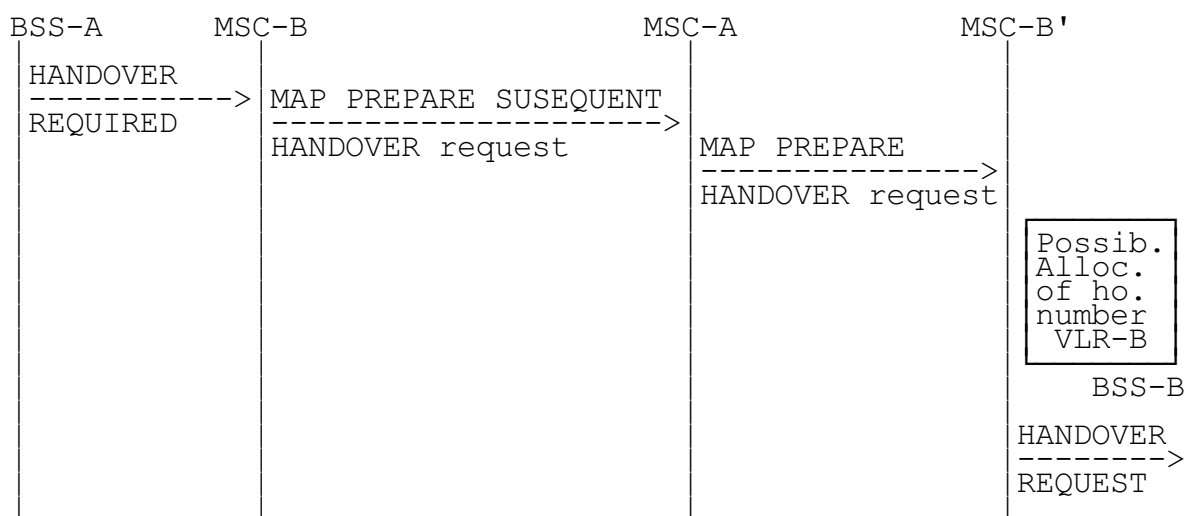 BSS-A MSC-B MSC-A MSC-B'
HANDOVER
REQUIRED
MAP PREPARE SUSEQUENT
HANDOVER request
MAP PREPARE
HANDOVER request
Possib.
Alloc.
of ho.
number
VLR-B
BSS-B
HANDOVER
REQUEST